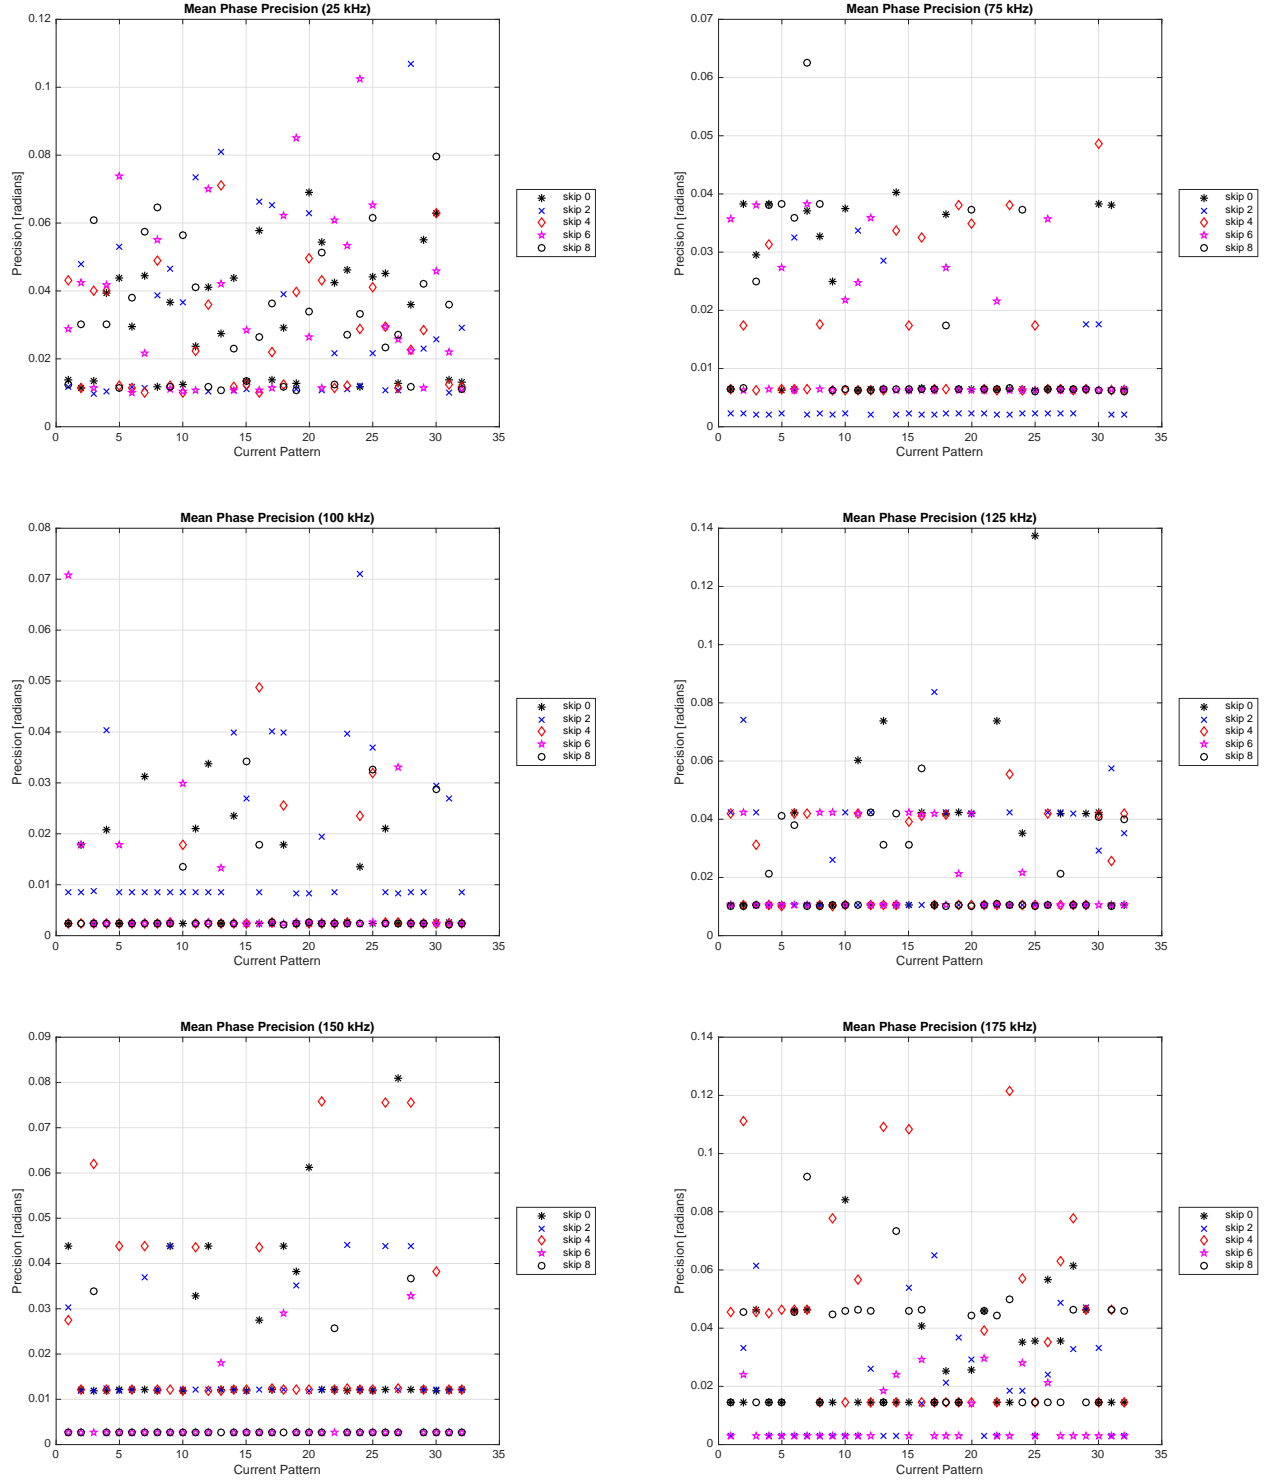 Mean Phase Precision (25 kHz)
0.12
0.1
0.08
0.06
0.04
0.02
0
Precision [radians]
0 5 10 15 20 25 30 35
Current Pattern
skip 0
skip 2
skip 4
skip 6
skip 8
Mean Phase Precision (75 kHz)
0.07
0.06
0.05
0.04
0.03
0.02
0.01
0
Precision [radians]
0 5 10 15 20 25 30 35
Current Pattern
skip 0
skip 2
skip 4
skip 6
skip 8
Mean Phase Precision (100 kHz)
0.08
0.07
0.06
0.05
0.04
0.03
0.02
0.01
0
Precision [radians]
0 5 10 15 20 25 30 35
Current Pattern
skip 0
skip 2
skip 4
skip 6
skip 8
Mean Phase Precision (125 kHz)
0.14
0.12
0.1
0.08
0.06
0.04
0.02
0
Precision [radians]
0 5 10 15 20 25 30 35
Current Pattern
skip 0
skip 2
skip 4
skip 6
skip 8
Mean Phase Precision (150 kHz)
0.09
0.08
0.07
0.06
0.05
0.04
0.03
0.02
0.01
0
Precision [radians]
0 5 10 15 20 25 30 35
Current Pattern
skip 0
skip 2
skip 4
skip 6
skip 8
Mean Phase Precision (175 kHz)
0.14
0.12
0.1
0.08
0.06
0.04
0.02
0
Precision [radians]
0 5 10 15 20 25 30 35
Current Pattern
skip 0
skip 2
skip 4
skip 6
skip 8